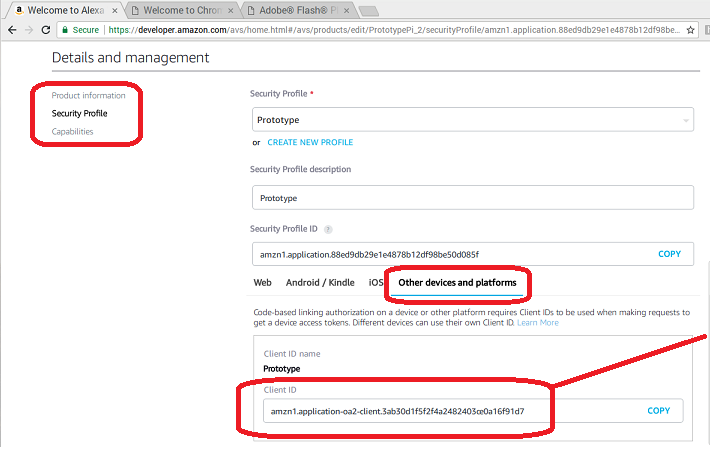 Welcome to Alexa
Welcome to Chrom
Adobe® Flash® P
Secure
https://developer.amazon.com/avs/home.html#/avs/products/edit/PrototypePi_2/securityProfile/amzn1.application.88ed9db29e1e4878b12df98be...
Details and management
Product information
Security Profile
Capabilities
Security Profile *
Prototype
or CREATE NEW PROFILE
Security Profile description
Prototype
Security Profile ID ?
amzn1.application.88ed9db29e1e4878b12df98be50d085f COPY
Web Android / Kindle iOS Other devices and platforms
Code-based linking authorization on a device or other platform requires Client IDs to be used when making requests to
get a device access tokens. Different devices can use their own Client ID. Learn More
Client ID name
Prototype
Client ID
amzn1.application-oa2-client.3ab30d1f5f2f4a2482403ce0a16f91d7 COPY